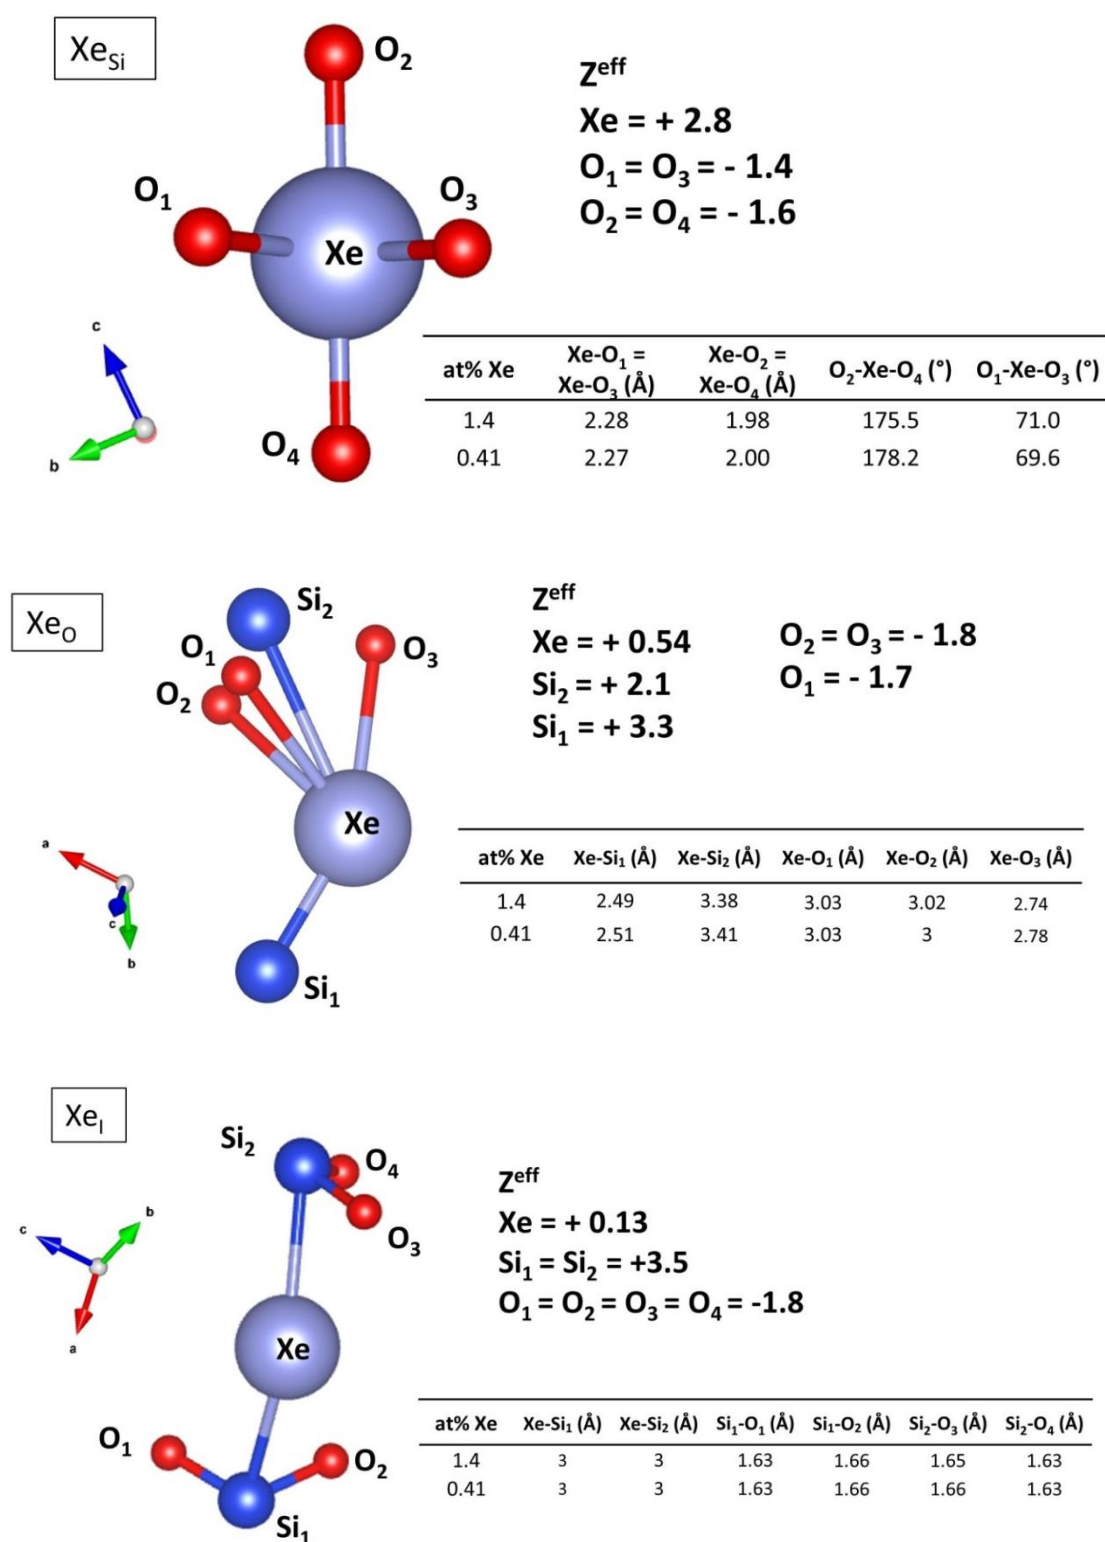 Xe_Si
O₂
O₁
O₃
Xe
O₄
c
b
Z^eff
Xe = + 2.8
O₁ = O₃ = - 1.4
O₂ = O₄ = - 1.6
at% Xe Xe-O₁ = Xe-O₃ (Å) Xe-O₂ = Xe-O₄ (Å) O₂-Xe-O₄ (°) O₁-Xe-O₃ (°)
1.4 2.28 1.98 175.5 71.0
0.41 2.27 2.00 178.2 69.6
Xe_O
Si₂
O₁
O₂
O₃
Xe
Si₁
a
c
b
Z^eff
Xe = + 0.54
Si₂ = + 2.1
Si₁ = + 3.3
O₂ = O₃ = - 1.8
O₁ = - 1.7
at% Xe Xe-Si₁ (Å) Xe-Si₂ (Å) Xe-O₁ (Å) Xe-O₂ (Å) Xe-O₃ (Å)
1.4 2.49 3.38 3.03 3.02 2.74
0.41 2.51 3.41 3.03 3 2.78
Xe_I
Si₂
O₄
O₃
Xe
O₁
O₂
Si₁
c
b
a
Z^eff
Xe = + 0.13
Si₁ = Si₂ = +3.5
O₁ = O₂ = O₃ = O₄ = -1.8
at% Xe Xe-Si₁ (Å) Xe-Si₂ (Å) Si₁-O₁ (Å) Si₁-O₂ (Å) Si₂-O₃ (Å) Si₂-O₄ (Å)
1.4 3 3 1.63 1.66 1.65 1.63
0.41 3 3 1.63 1.66 1.66 1.63